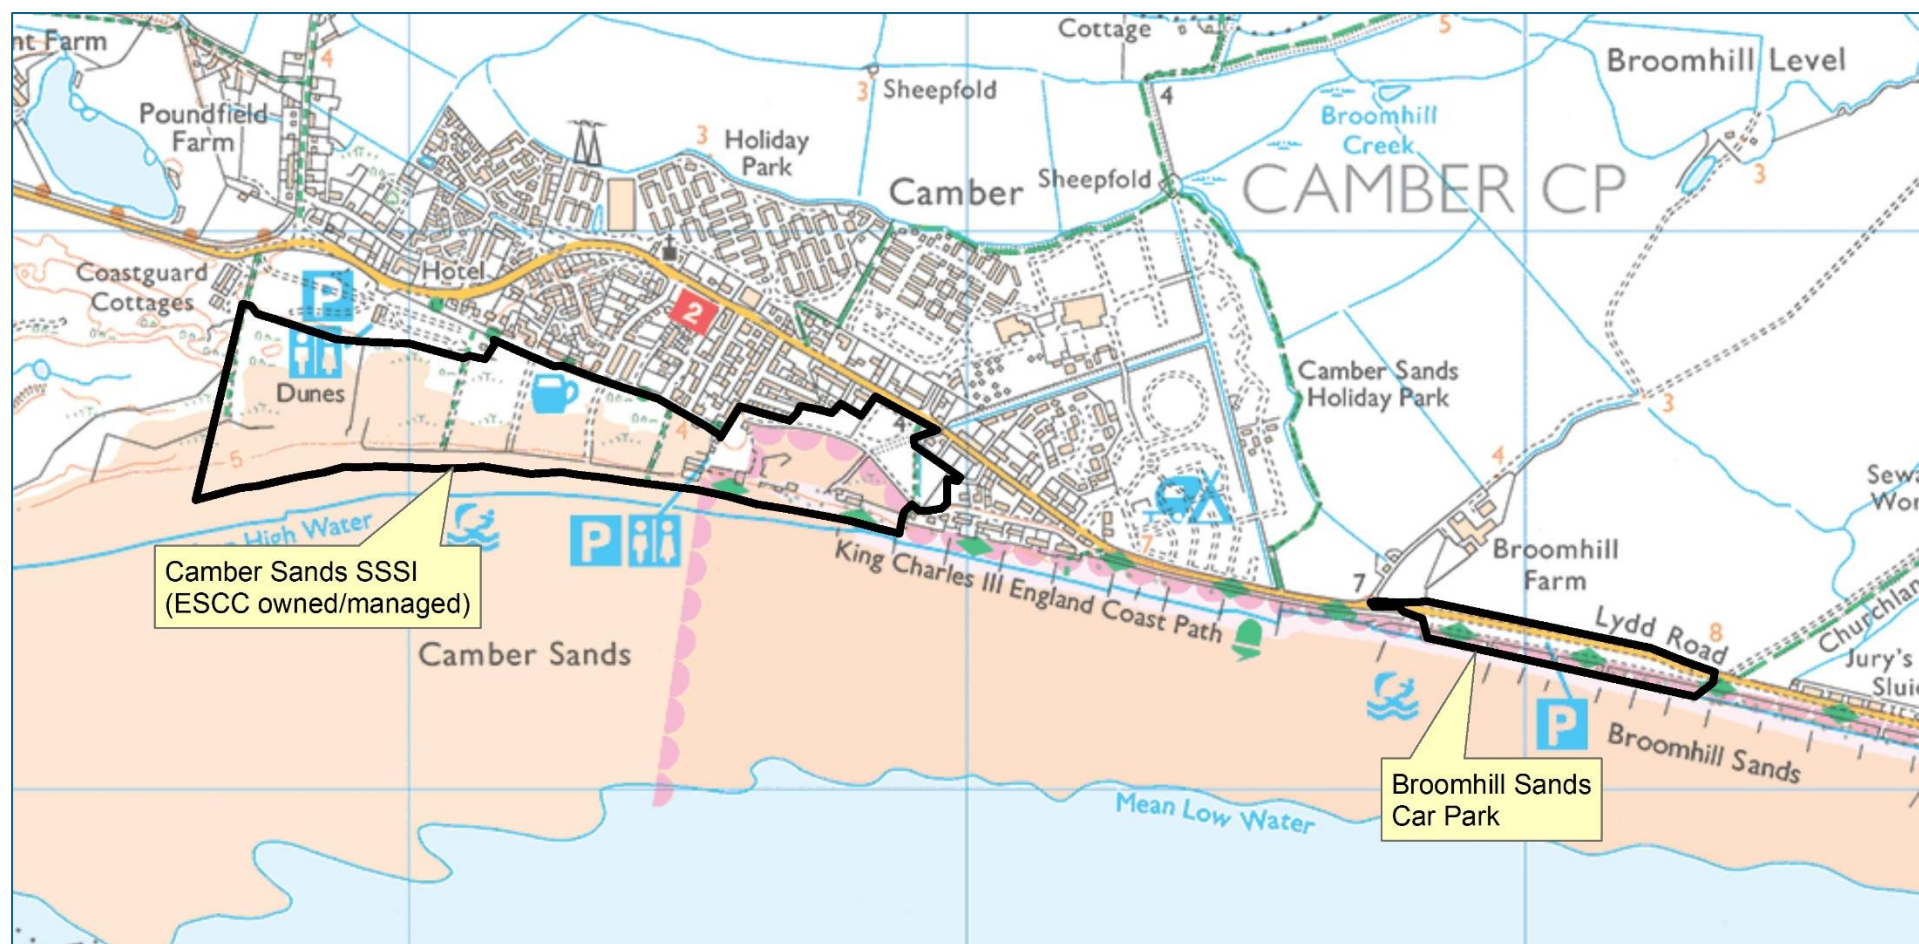 nt Farm
4
Poundfield
Farm
Cottage
5
Broomhill Level
3
Sheepfold
4
Broomhill
Creek
3
Holiday
Park
Camber
Sheepfold
CAMBER CP
3
Coastguard
Cottages
P
Hotel
2
Dunes
Camber Sands
Holiday Park
3
4
4
5
4
High Water
P
7
Camber Sands SSSI
(ESCC owned/managed)
King Charles III England Coast Path
7
Broomhill
Farm
Lydd Road
8
Churchlan
Sewa
Wor
Jury's
Sluic
Camber Sands
P
Broomhill Sands
Broomhill Sands
Car Park
Mean Low Water